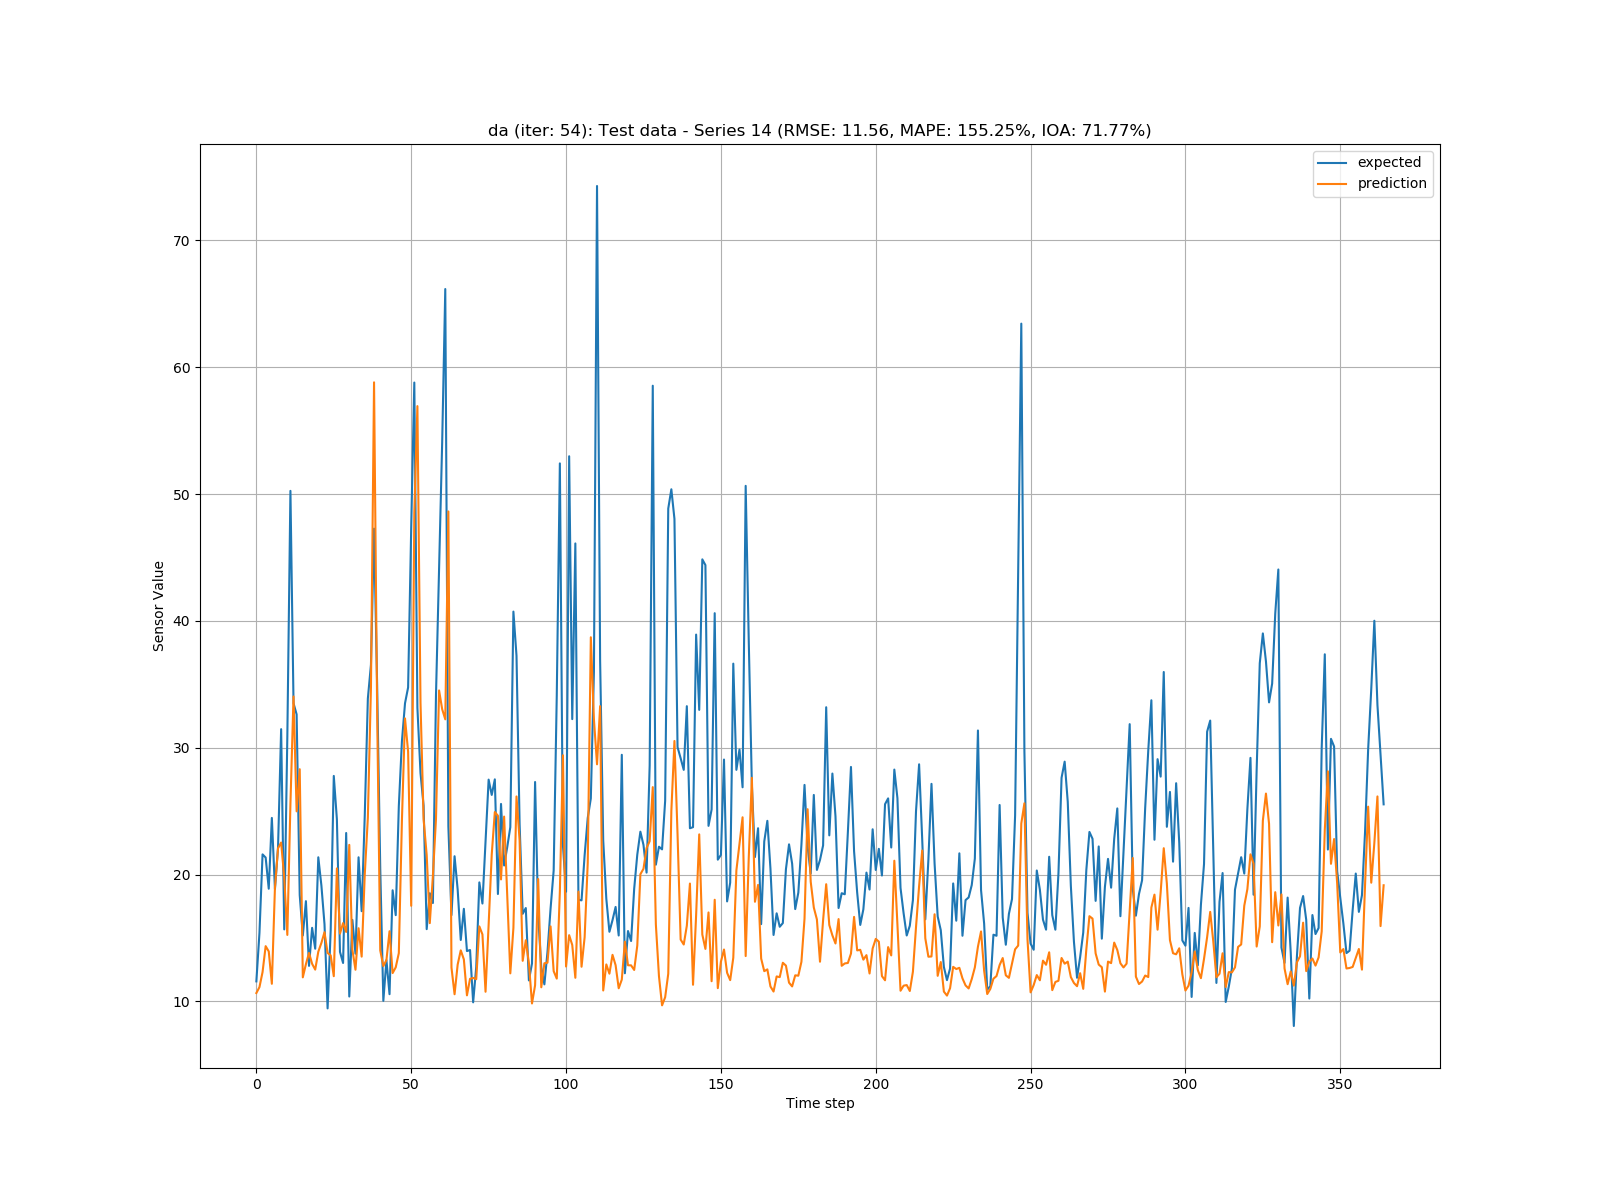 da (iter: 54): Test data - Series 14 (RMSE: 11.56, MAPE: 155.25%, IOA: 71.77%)
expected
prediction
70
60
50
40
30
20
10
Sensor Value
0 50 100 150 200 250 300 350
Time step